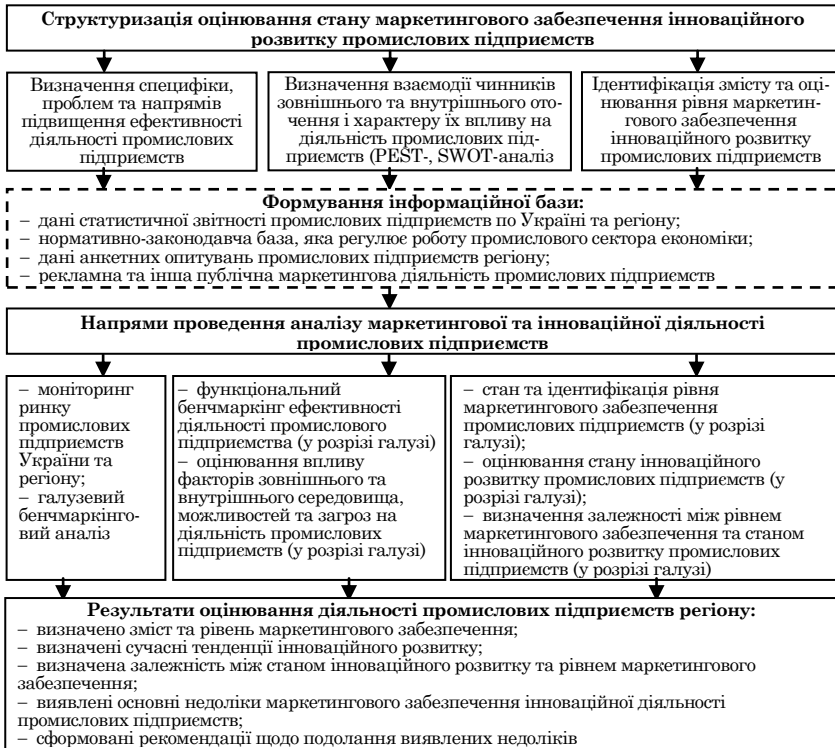 Структуризація оцінювання стану маркетингового забезпечення інноваційного
розвитку промислових підприємств
Визначення специфіки,
проблем та напрямів
підвищення ефективності
діяльності промислових
підприємств
Визначення взаємодії чинників
зовнішнього та внутрішнього ото-
чення і характеру їх впливу на
діяльність промислових під-
приємств (PEST-, SWOT-аналіз
Ідентифікація змісту та оці-
нювання рівня маркетин-
гового забезпечення
інноваційного розвитку
промислових підприємств
Формування інформаційної бази:
– дані статистичної звітності промислових підприємств по Україні та регіону;
– нормативно-законодавча база, яка регулює роботу промислового сектора економіки;
– дані анкетних опитувань промислових підприємств регіону;
– рекламна та інша публічна маркетингова діяльність промислових підприємств
Напрями проведення аналізу маркетингової та інноваційної діяльності
промислових підприємств
– моніторинг
ринку
промислових
підприємств
України та
регіону;
– галузевий
бенчмаркінго-
вий аналіз
– функціональний
бенчмаркінг ефективності
діяльності промислового
підприємства (у розрізі галузі)
– оцінювання впливу
факторів зовнішнього та
внутрішнього середовища,
можливостей та загроз на
діяльність промислових
підприємств (у розрізі галузі)
– стан та ідентифікація рівня
маркетингового забезпечення
промислових підприємств (у розрізі
галузі);
– оцінювання стану інноваційного
розвитку промислових підприємств (у
розрізі галузі);
– визначення залежності між рівнем
маркетингового забезпечення та станом
інноваційного розвитку промислових
підприємств (у розрізі галузі)
Результати оцінювання діяльності промислових підприємств регіону:
– визначено зміст та рівень маркетингового забезпечення;
– визначені сучасні тенденції інноваційного розвитку;
– визначена залежність між станом інноваційного розвитку та рівнем маркетингового
забезпечення;
– виявлені основні недоліки маркетингового забезпечення інноваційної діяльності
промислових підприємств;
– сформовані рекомендації щодо подолання виявлених недоліків